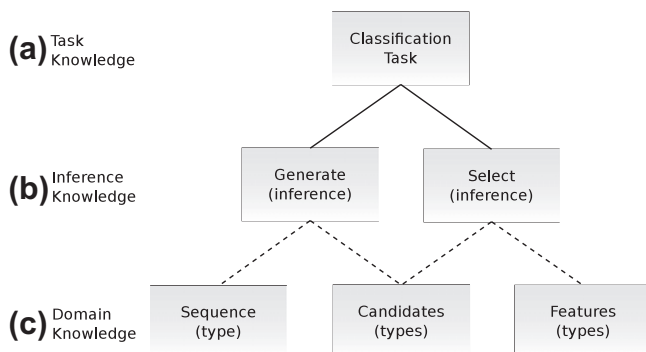 (a) Task
Knowledge
Classification
Task
(b) Inference
Knowledge
Generate
(inference)
Select
(inference)
(c) Domain
Knowledge
Sequence
(type)
Candidates
(types)
Features
(types)